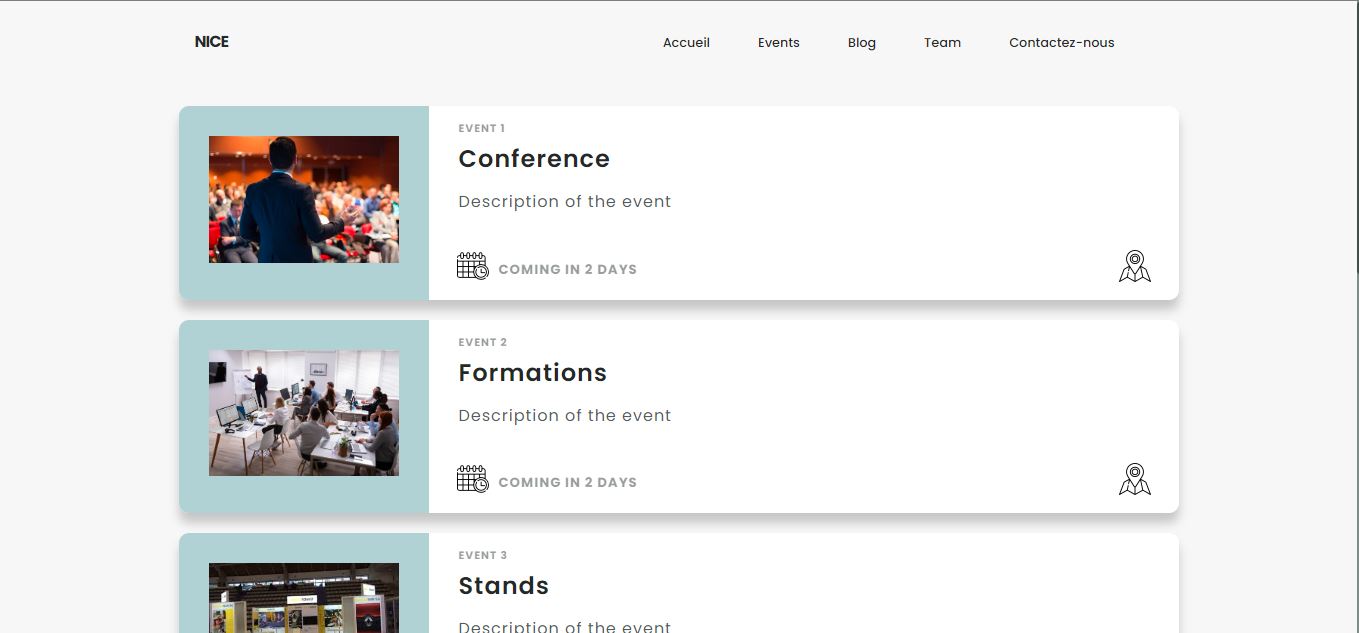 NICE
Accueil Events Blog Team Contactez-nous
EVENT 1
Conference
Description of the event
COMING IN 2 DAYS
EVENT 2
Formations
Description of the event
COMING IN 2 DAYS
EVENT 3
Stands
Description of the event